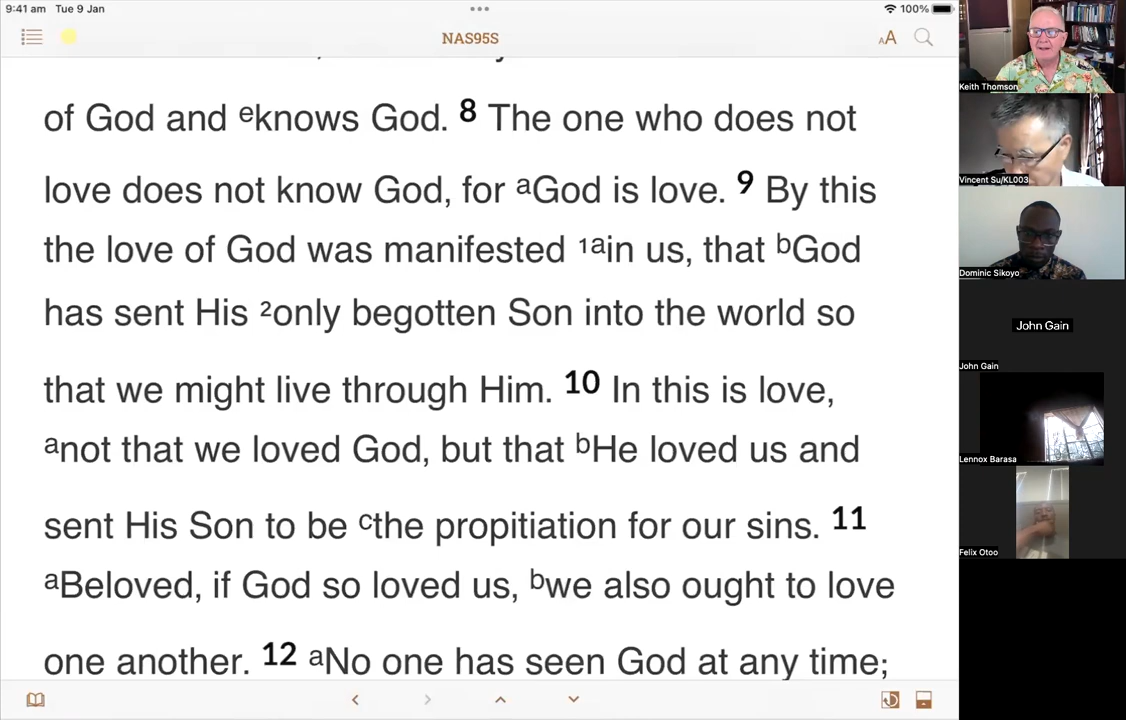 9:41 am Tue 9 Jan
100%
NAS95S
AA
of God and eknows God. 8 The one who does not
love does not know God, for aGod is love. 9 By this
the love of God was manifested 1ain us, that bGod
has sent His 2only begotten Son into the world so
that we might live through Him. 10 In this is love,
anot that we loved God, but that bHe loved us and
sent His Son to be cthe propitiation for our sins. 11
aBeloved, if God so loved us, bwe also ought to love
one another. 12 aNo one has seen God at any time;
Keith Thomson
Vincent Su/KL003
Dominic Sikoyo
John Gain
John Gain
Lennox Barasa
Felix Otoo